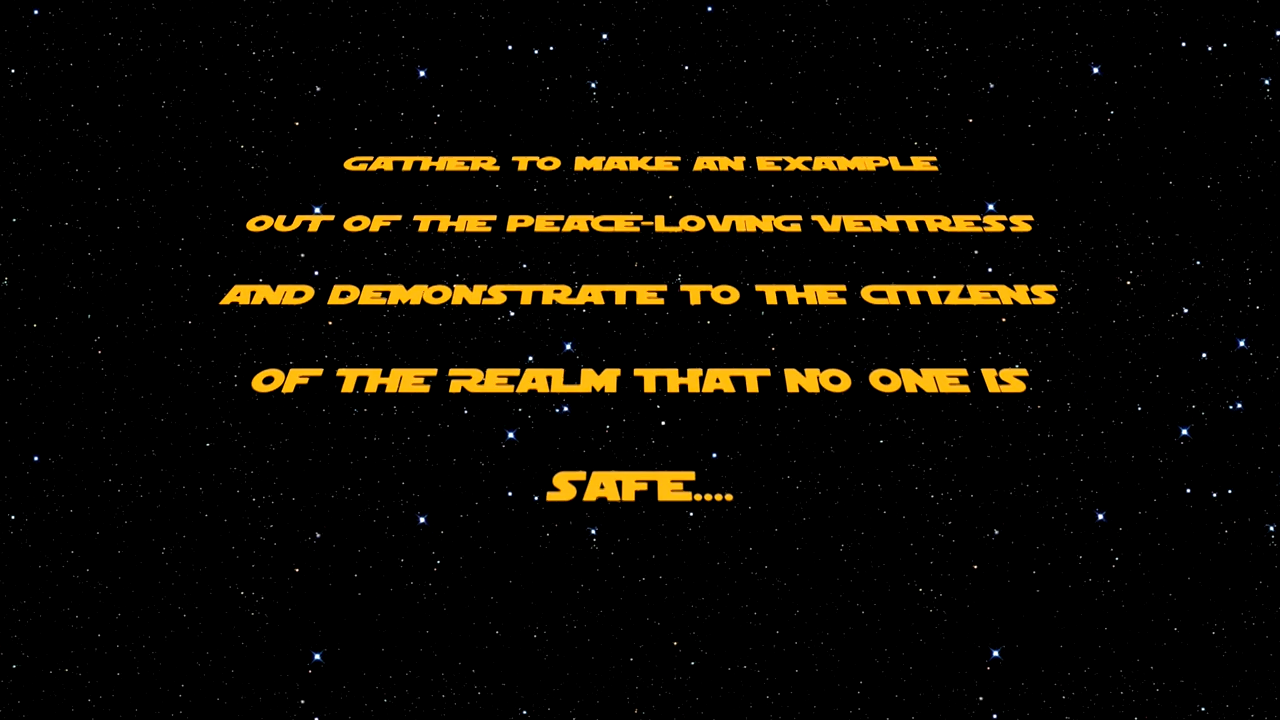 GATHER TO MAKE AN EXAMPLE
OUT OF THE PEACE-LOVING VENTRESS
AND DEMONSTRATE TO THE CITIZENS
OF THE REALM THAT NO ONE IS
SAFE....